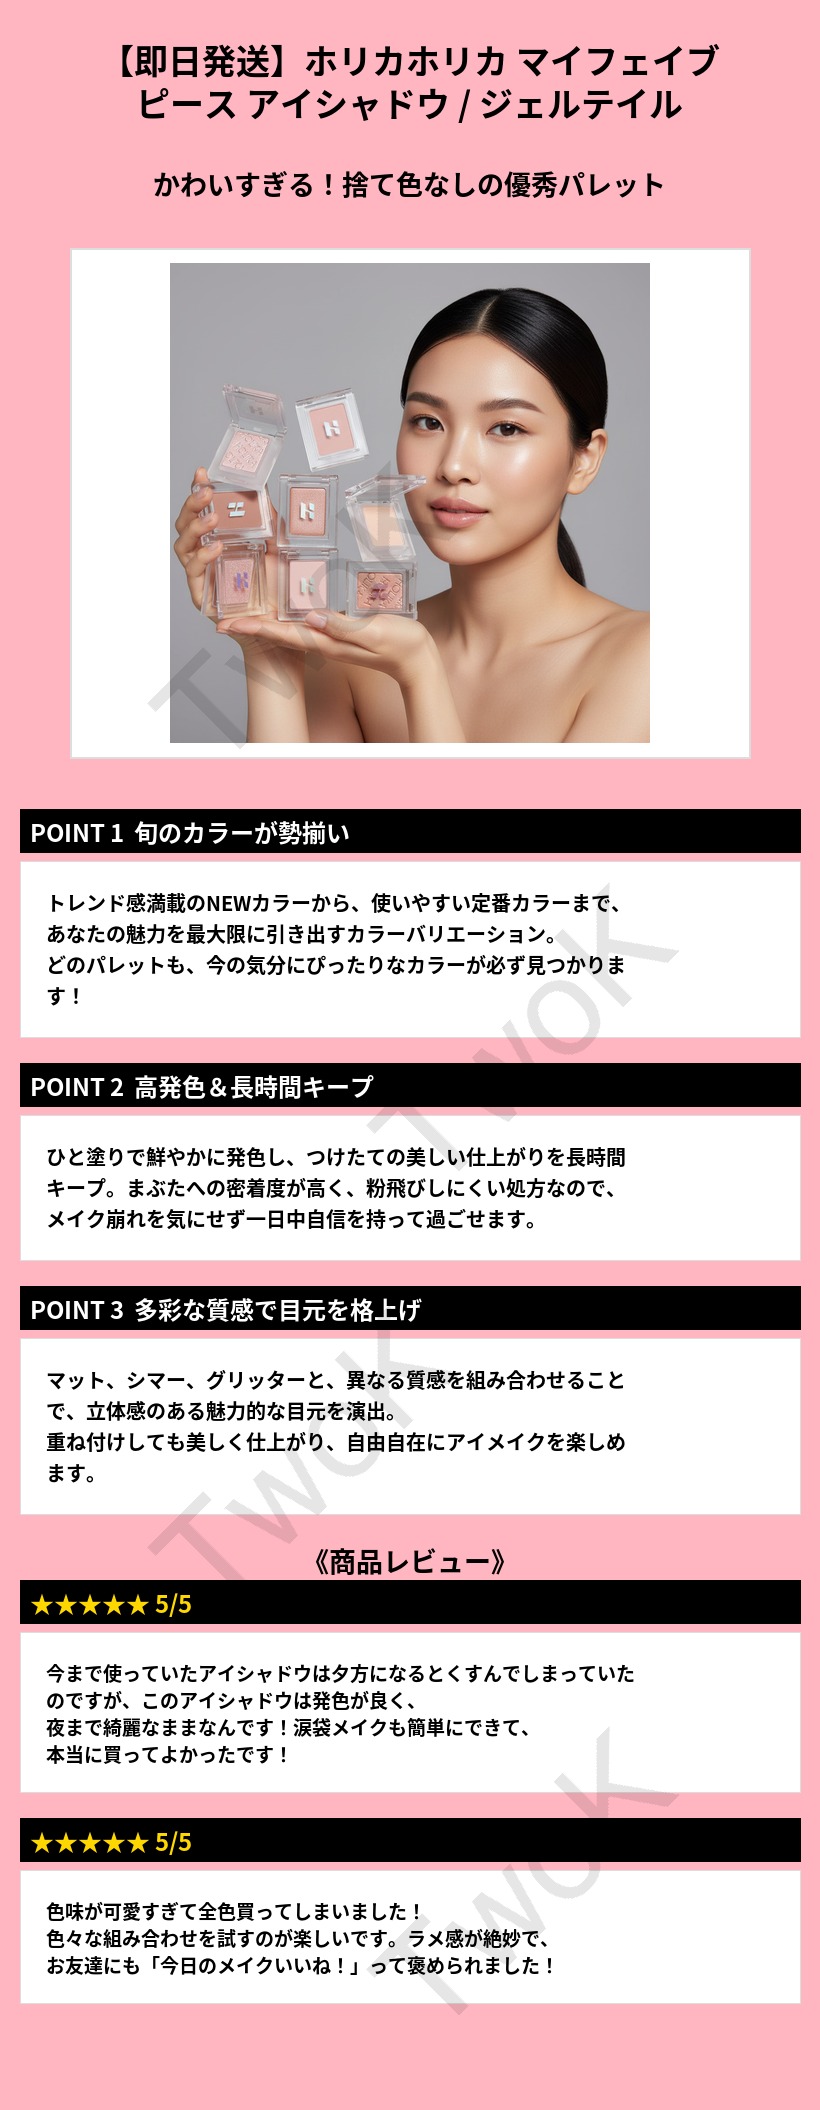 【即日発送】ホリカホリカ マイフェイブ
ピース アイシャドウ / ジェルテイル
かわいすぎる！捨て色なしの優秀パレット
TwoK
POINT 1 旬のカラーが勢揃い
トレンド感満載のNEWカラーから、使いやすい定番カラーまで、
あなたの魅力を最大限に引き出すカラーバリエーション。
どのパレットも、今の気分にぴったりなカラーが必ず見つかりま
す！
TwoK
POINT 2 高発色＆長時間キープ
ひと塗りで鮮やかに発色し、つけたての美しい仕上がりを長時間
キープ。まぶたへの密着度が高く、粉飛びしにくい処方なので、
メイク崩れを気にせず一日中自信を持って過ごせます。
POINT 3 多彩な質感で目元を格上げ
マット、シマー、グリッターと、異なる質感を組み合わせること
で、立体感のある魅力的な目元を演出。
重ね付けしても美しく仕上がり、自由自在にアイメイクを楽しめ
ます。
TwoK
《商品レビュー》
★★★★★ 5/5
今まで使っていたアイシャドウは夕方になるとくすんでしまっていた
のですが、このアイシャドウは発色が良く、
夜まで綺麗なままなんです！涙袋メイクも簡単にできて、
本当に買ってよかったです！
★★★★★ 5/5
色味が可愛すぎて全色買ってしまいました！
色々な組み合わせを試すのが楽しいです。ラメ感が絶妙で、
お友達にも「今日のメイクいいね！」って褒められました！
TwoK